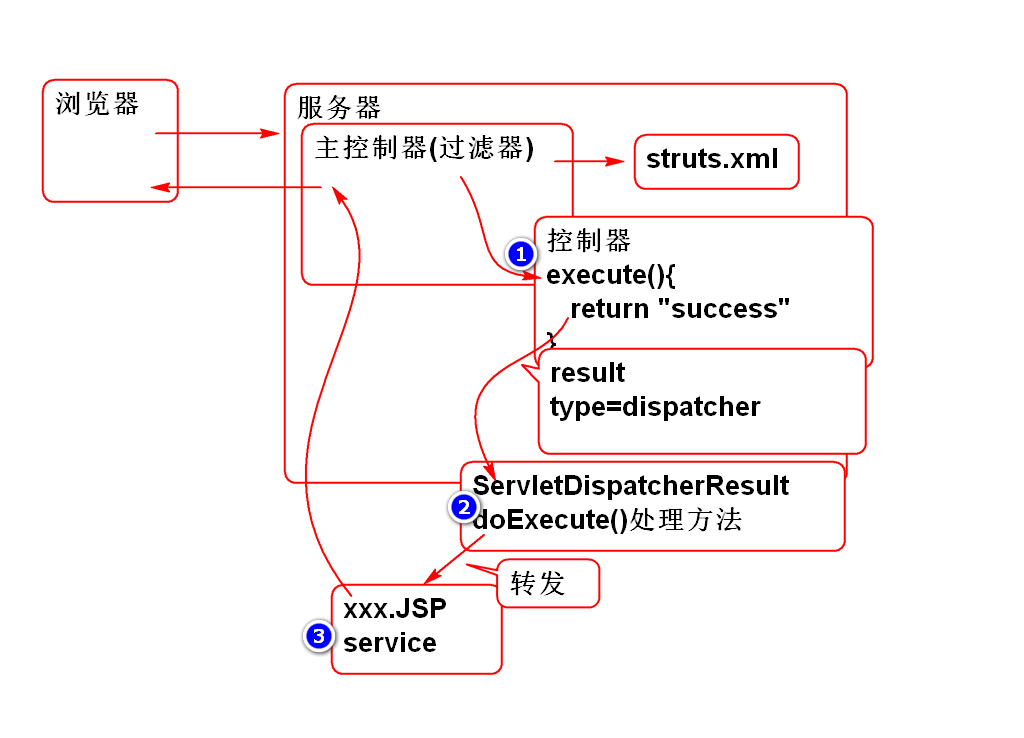 浏览器
服务器
主控制器(过滤器)
struts.xml
1
控制器
execute(){
return "success"
}
result
type=dispatcher
2
ServletDispatcherResult
doExecute()处理方法
转发
3
xxx.JSP
service